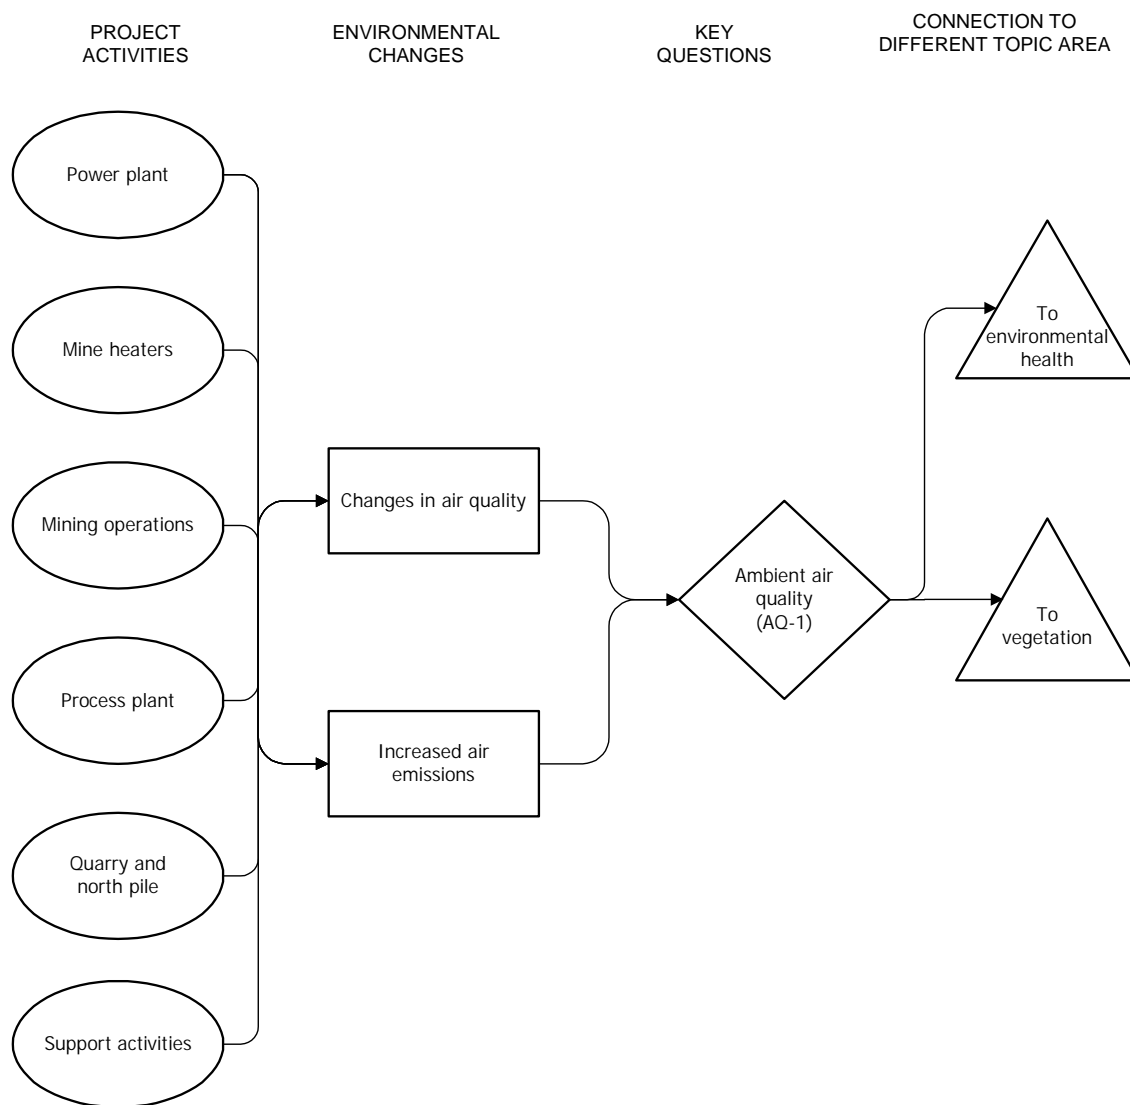 PROJECT
ACTIVITIES
ENVIRONMENTAL
CHANGES
KEY
QUESTIONS
CONNECTION TO
DIFFERENT TOPIC AREA
Power plant
Mine heaters
Mining operations
Process plant
Quarry and
north pile
Support activities
Changes in air quality
Increased air
emissions
Ambient air
quality
(AQ-1)
To
environmental
health
To
vegetation